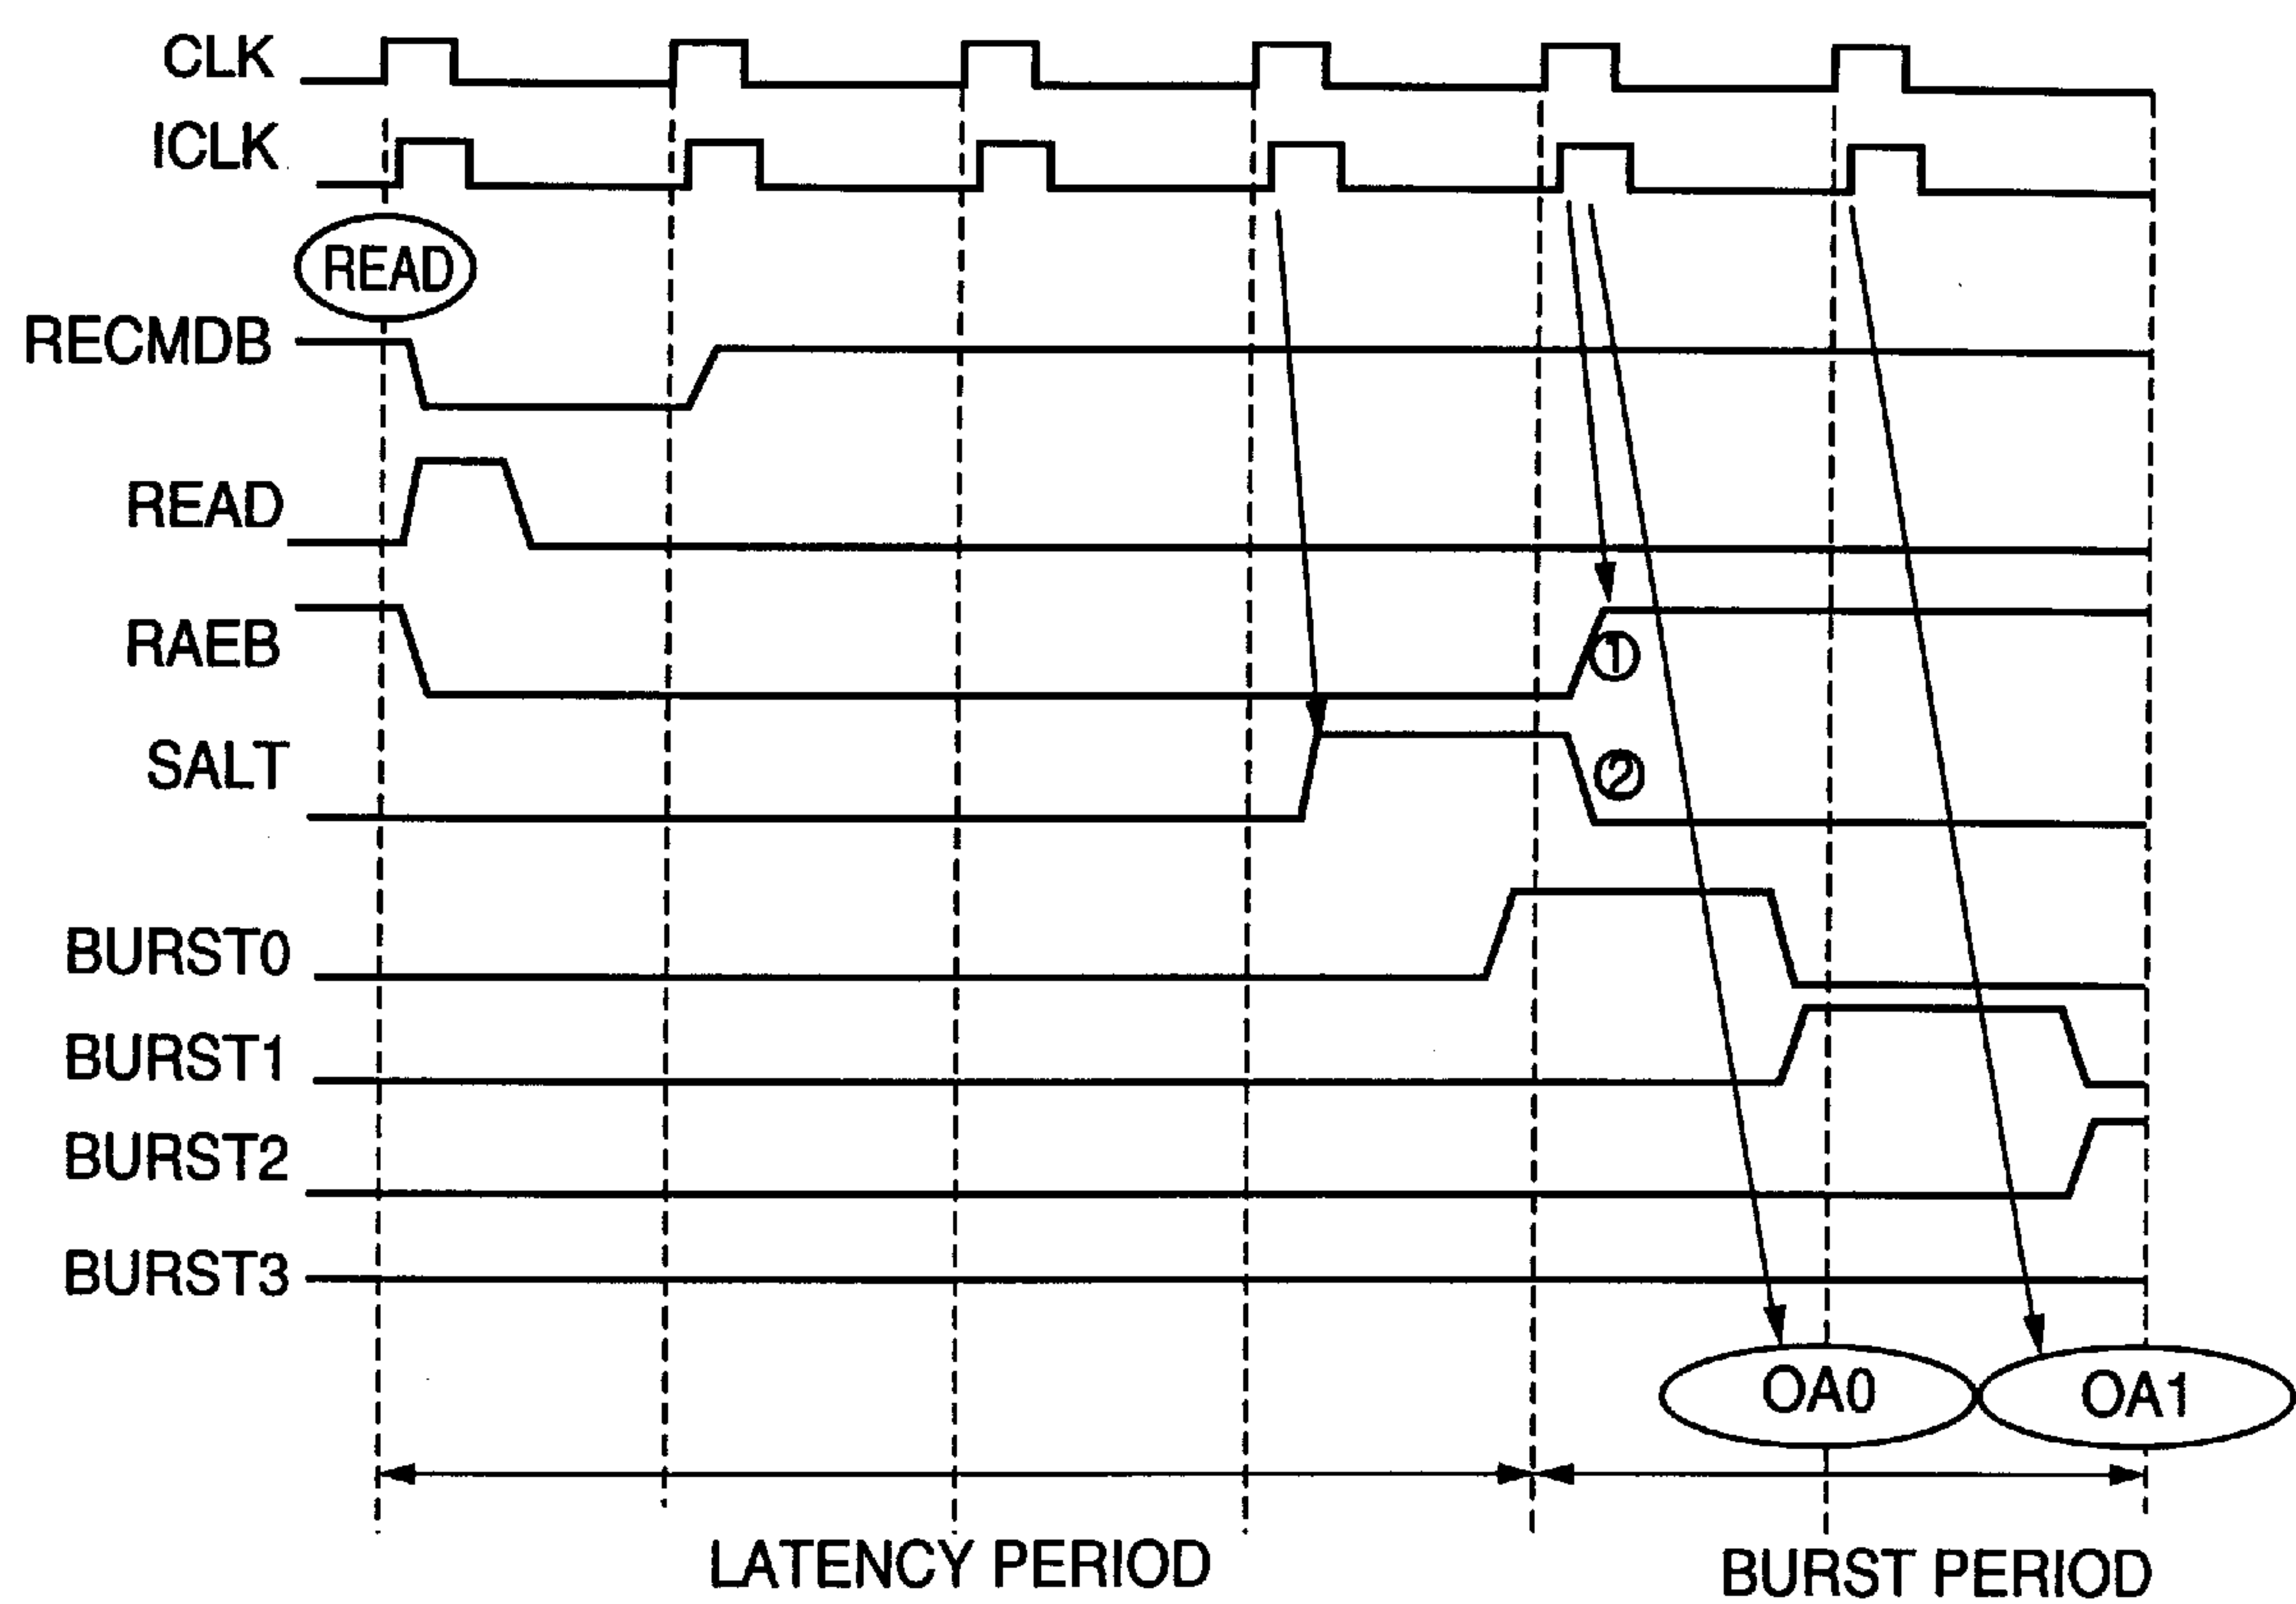 CLK
ICLK
READ
RECMDB
READ
RAEB
①
SALT
②
BURST0
BURST1
BURST2
BURST3
OA0 OA1
LATENCY PERIOD BURST PERIOD